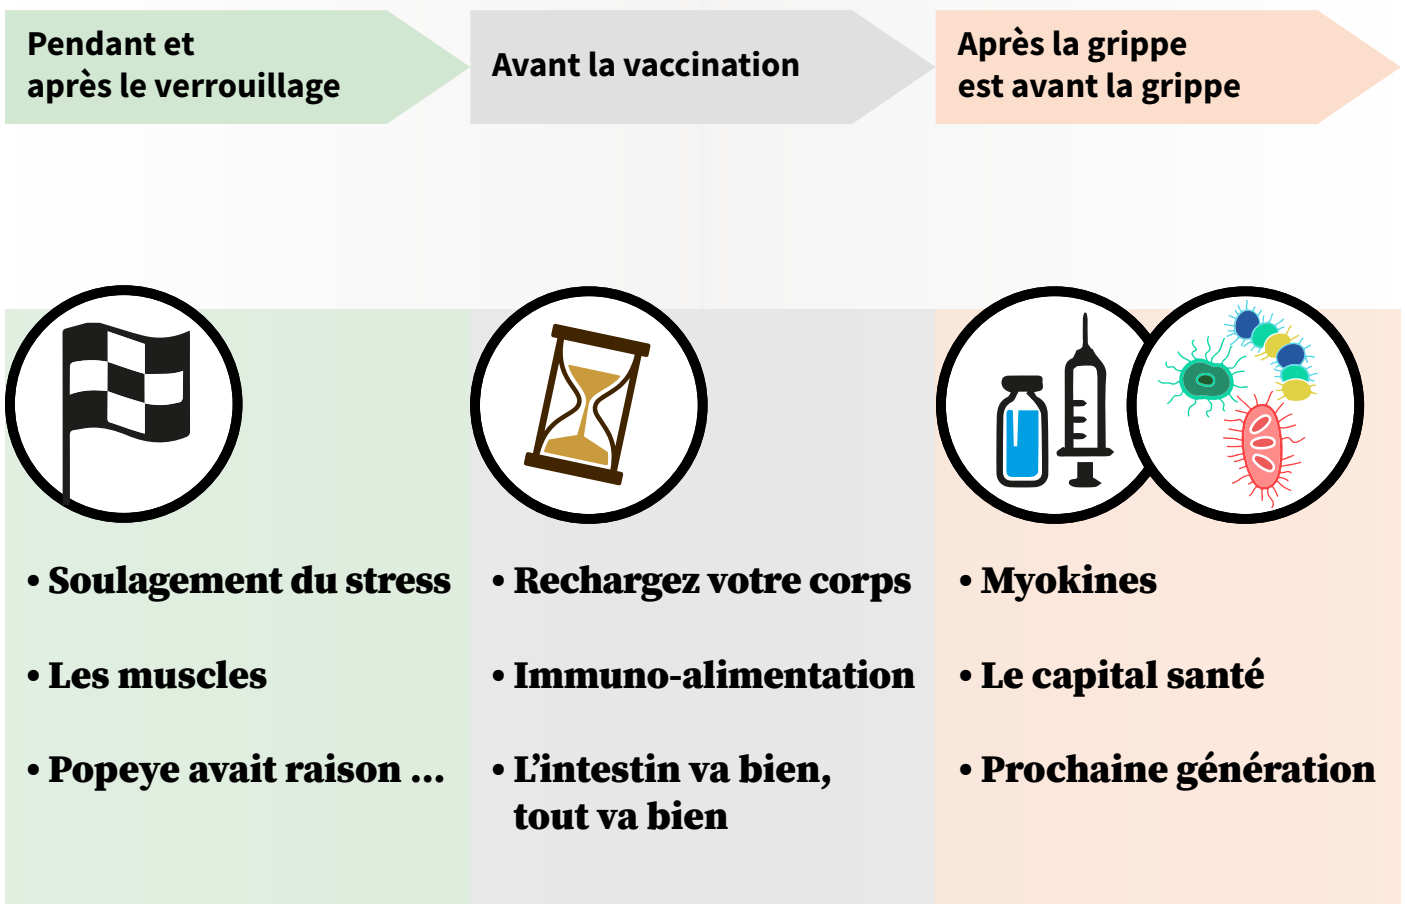 Pendant et
après le verrouillage
Avant la vaccination
Après la grippe
est avant la grippe
• Soulagement du stress
• Les muscles
• Popeye avait raison ...
• Rechargez votre corps
• Immuno-alimentation
• L’intestin va bien,
tout va bien
• Myokines
• Le capital santé
• Prochaine génération